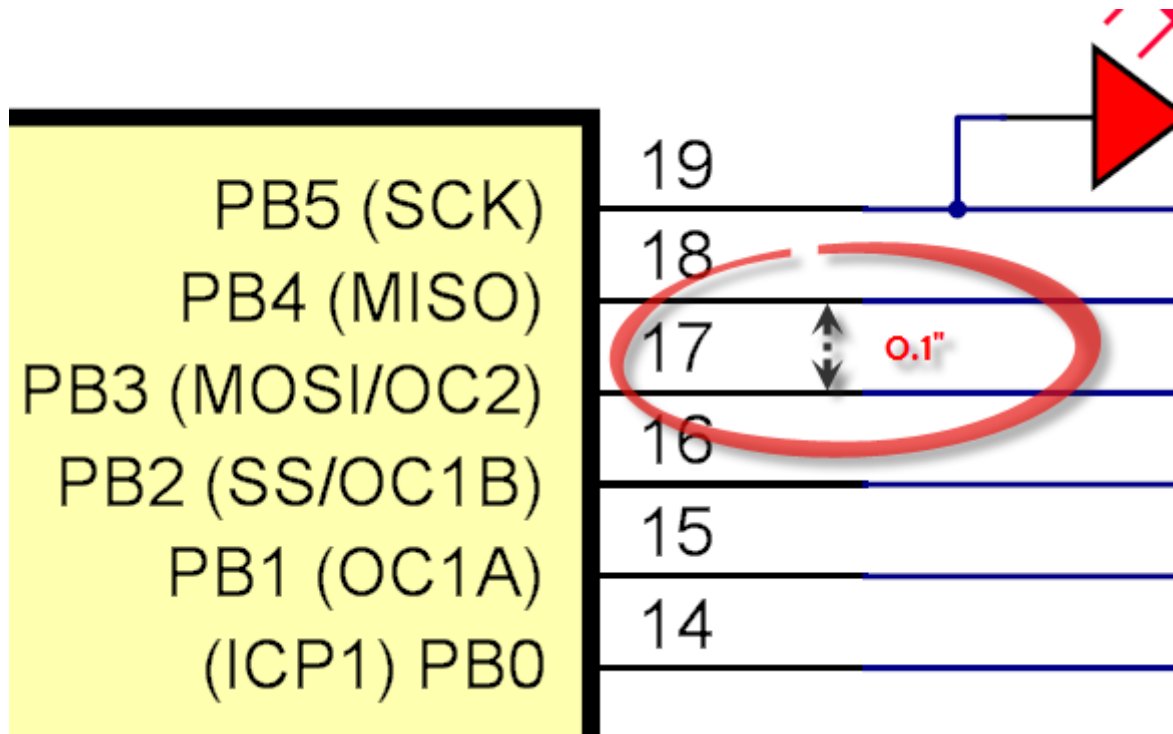 19
PB5 (SCK)
18
PB4 (MISO)
17
0.1"
PB3 (MOSI/OC2)
16
PB2 (SS/OC1B)
15
PB1 (OC1A)
14
(ICP1) PB0